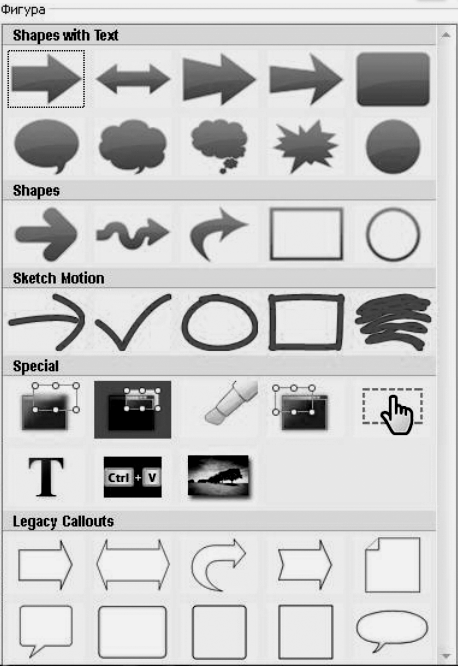 Фигура
Shapes with Text
Shapes
Sketch Motion
Special
T
Ctrl + V
Legacy Callouts